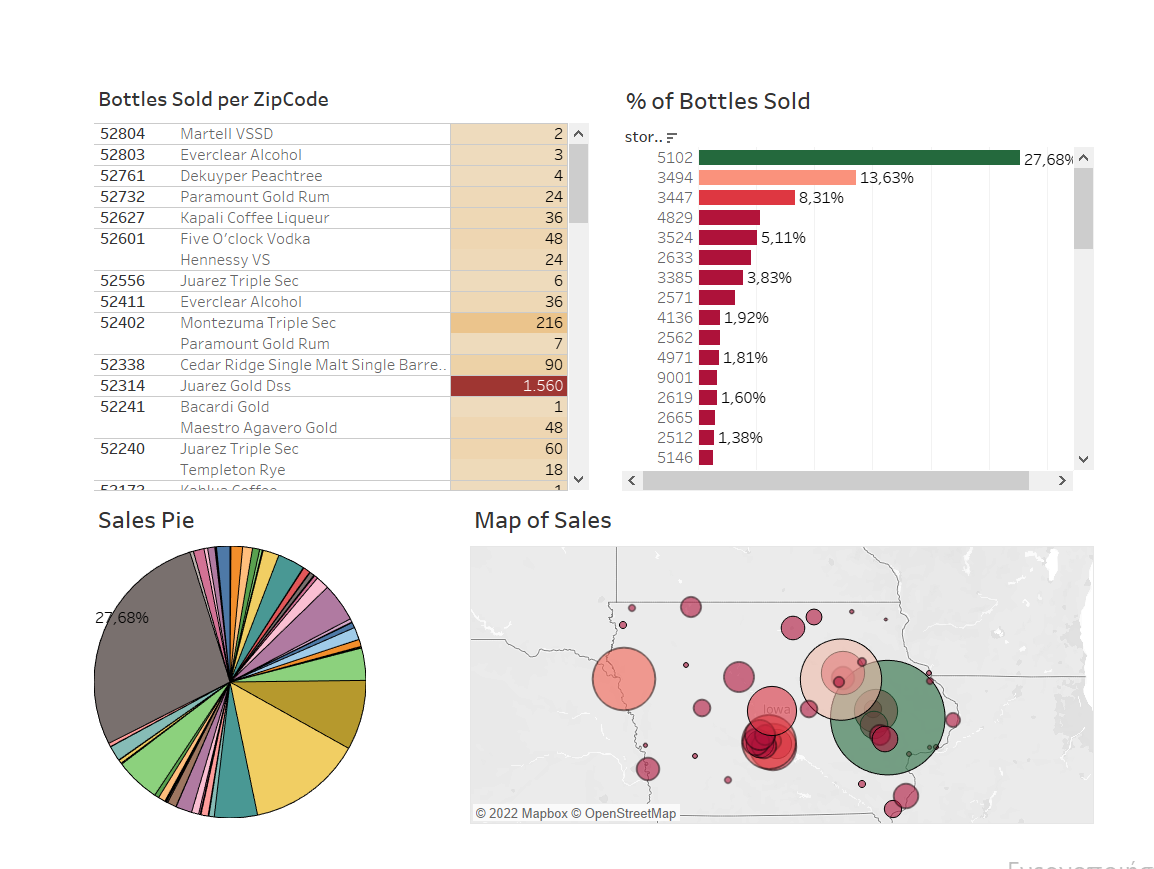 Bottles Sold per ZipCode
52804 Martell VSSD 2
52803 Everclear Alcohol 3
52761 Dekuyper Peachtree 4
52732 Paramount Gold Rum 24
52627 Kapali Coffee Liqueur 36
52601 Five O'clock Vodka 48
Hennessy VS 24
52556 Juarez Triple Sec 6
52411 Everclear Alcohol 36
52402 Montezuma Triple Sec 216
Paramount Gold Rum 7
52338 Cedar Ridge Single Malt Single Barre.. 90
52314 Juarez Gold Dss 1.560
52241 Bacardi Gold 1
Maestro Agavero Gold 48
52240 Juarez Triple Sec 60
Templeton Rye 18
% of Bottles Sold
stor..
5102 27,68%
3494 13,63%
3447 8,31%
4829
3524 5,11%
2633
3385 3,83%
2571
4136 1,92%
2562
4971 1,81%
9001
2619 1,60%
2665
2512 1,38%
5146
Sales Pie
27,68%
Map of Sales
Iowa
© 2022 Mapbox © OpenStreetMap